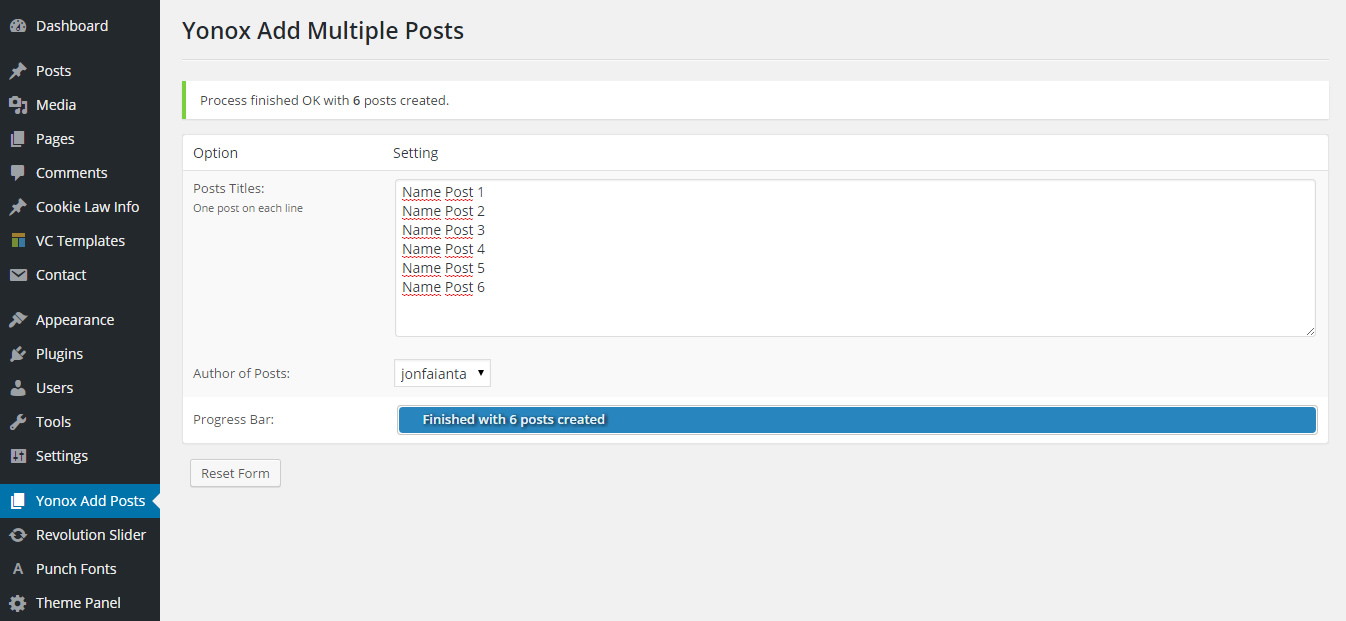 Dashboard
Posts
Media
Pages
Comments
Cookie Law Info
VC Templates
Contact
Appearance
Plugins
Users
Tools
Settings
Yonox Add Posts
Revolution Slider
Punch Fonts
Theme Panel
Yonox Add Multiple Posts
Process finished OK with 6 posts created.
Option Setting
Posts Titles:
One post on each line
Name Post 1
Name Post 2
Name Post 3
Name Post 4
Name Post 5
Name Post 6
Author of Posts: jonfaianta
Progress Bar: Finished with 6 posts created
Reset Form